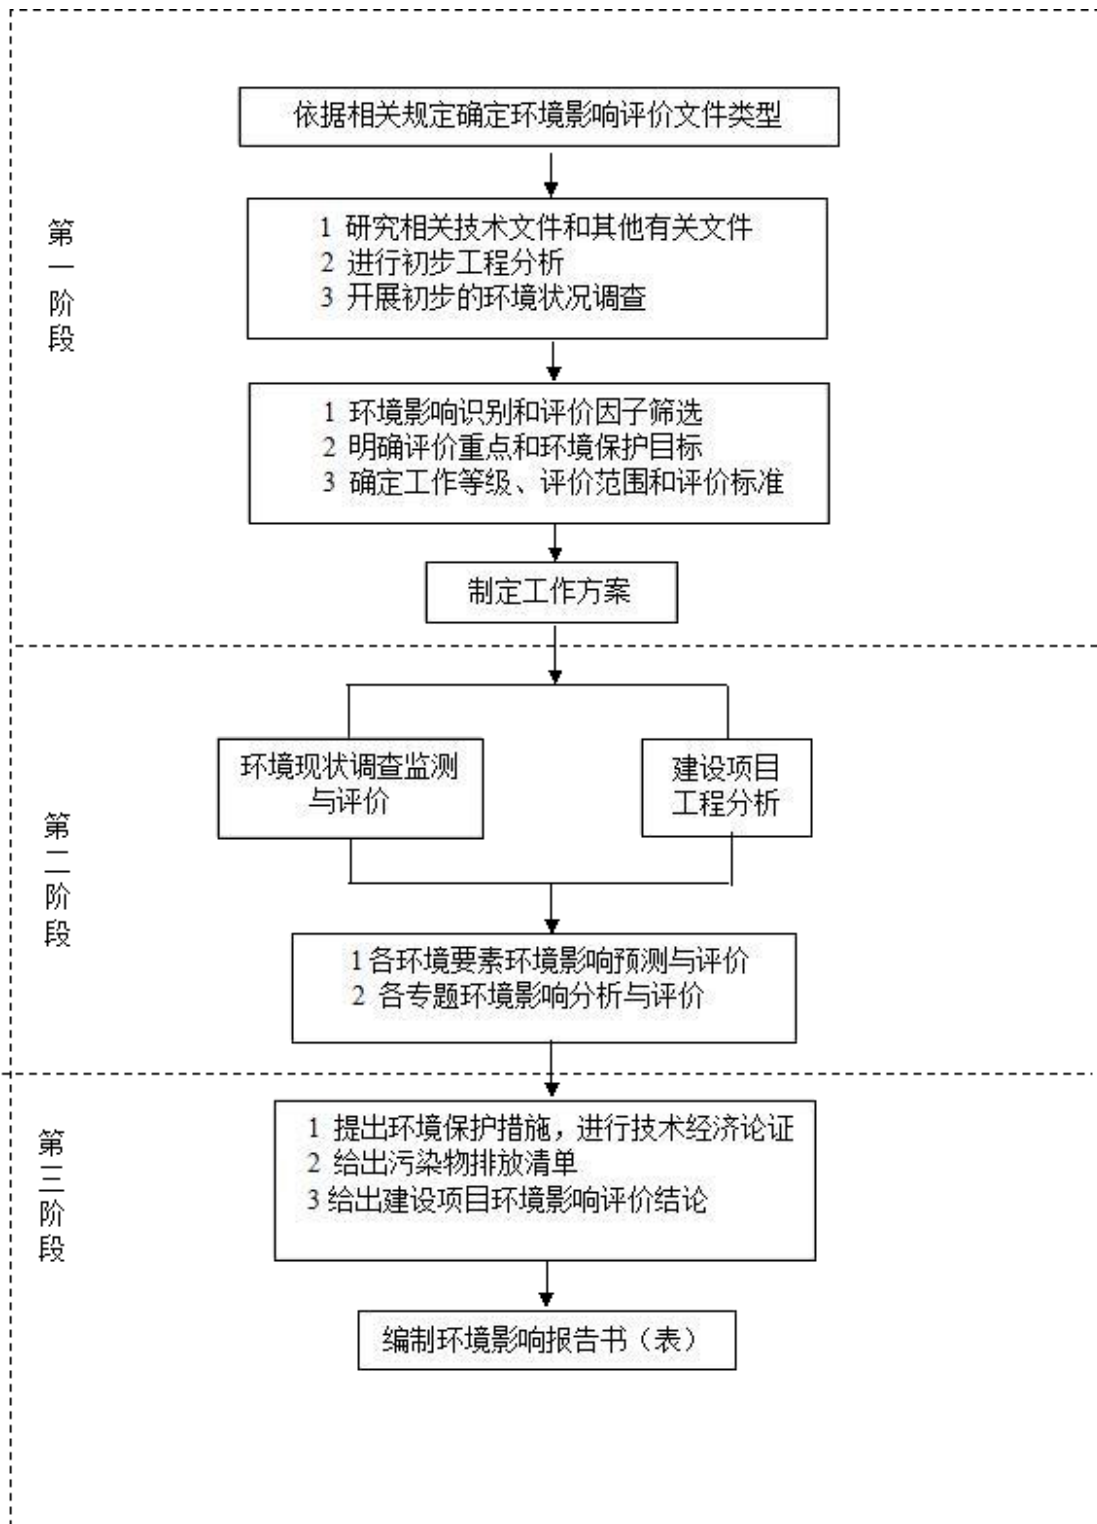 依据相关规定确定环境影响评价文件类型
第一阶段
1 研究相关技术文件和其他有关文件
2 进行初步工程分析
3 开展初步的环境状况调查
1 环境影响识别和评价因子筛选
2 明确评价重点和环境保护目标
3 确定工作等级、评价范围和评价标准
制定工作方案
第二阶段
环境现状调查监测
与评价
建设项目
工程分析
1各环境要素环境影响预测与评价
2 各专题环境影响分析与评价
第三阶段
1 提出环境保护措施，进行技术经济论证
2 给出污染物排放清单
3给出建设项目环境影响评价结论
编制环境影响报告书（表）